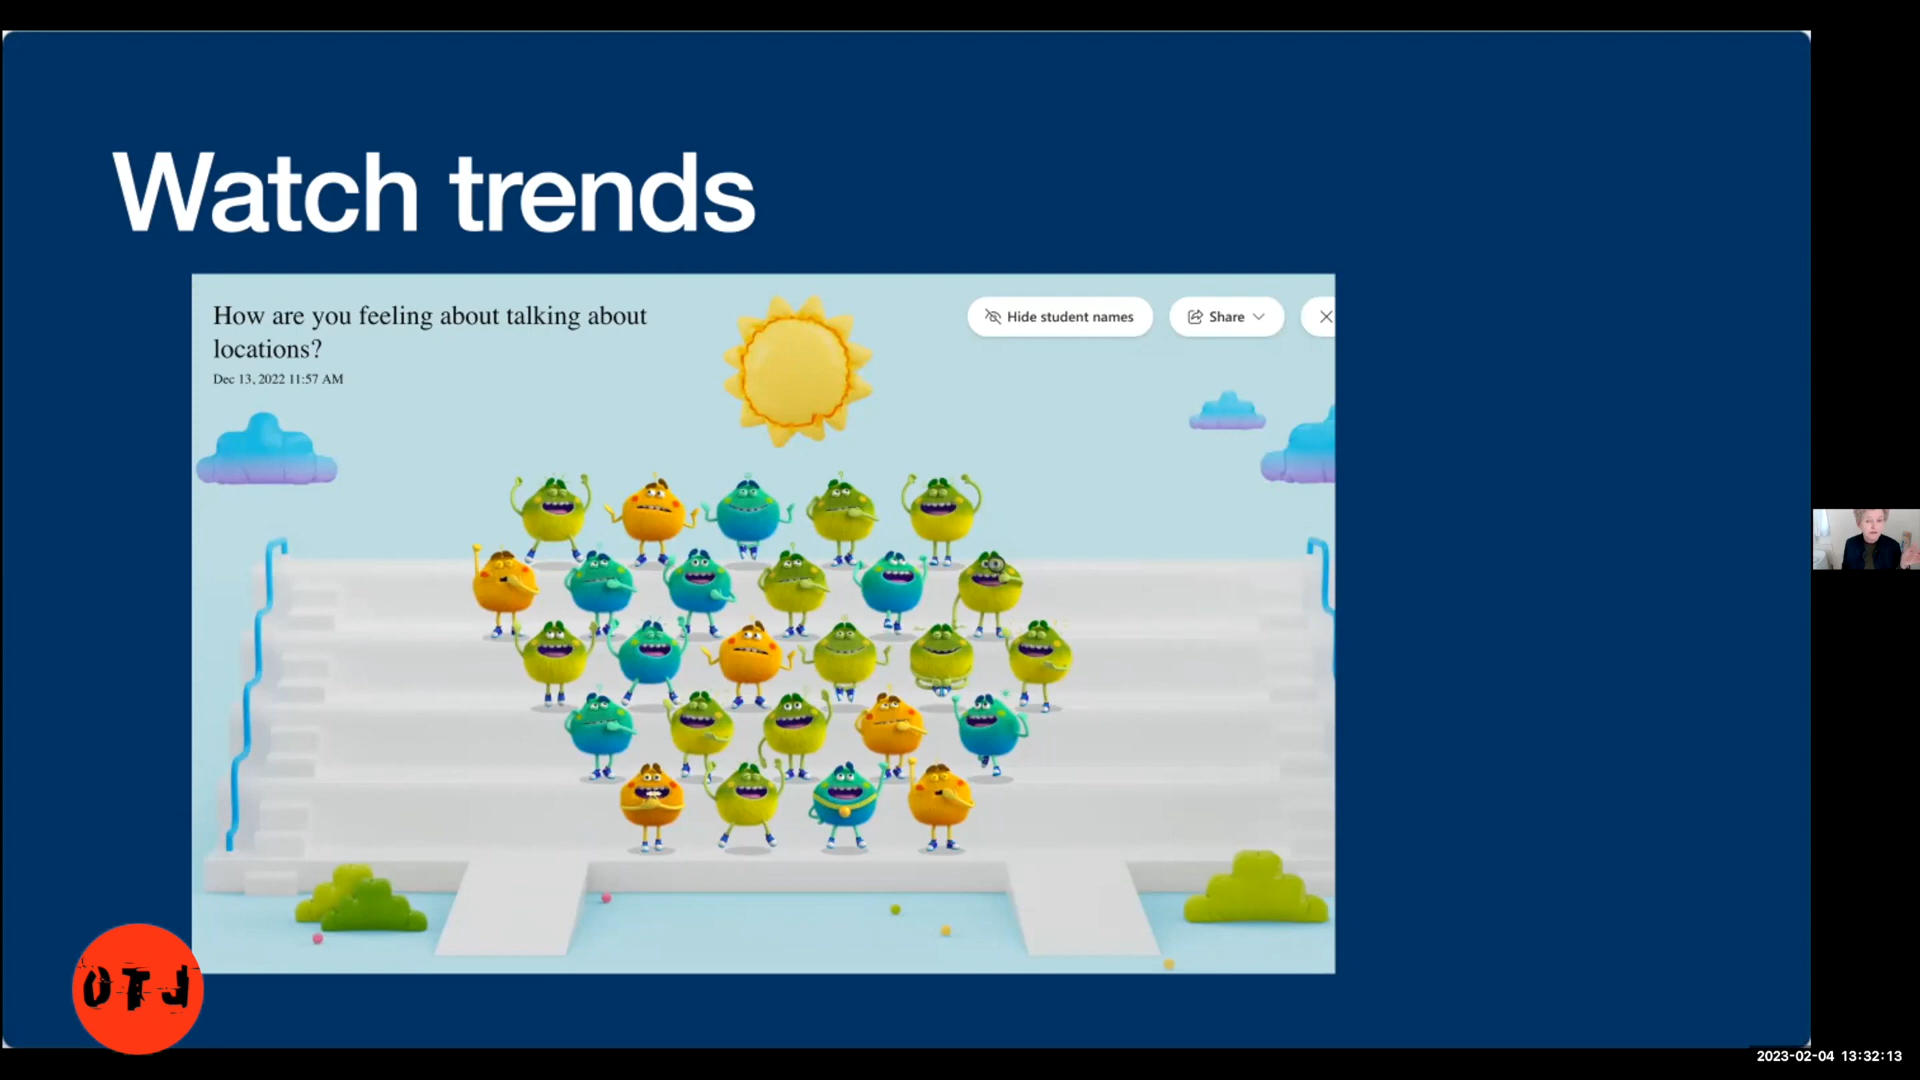 Watch trends
How are you feeling about talking about
locations?
Dec 13, 2022 11:57 AM
Hide student names
Share
OTJ
2023-02-04 13:32:13